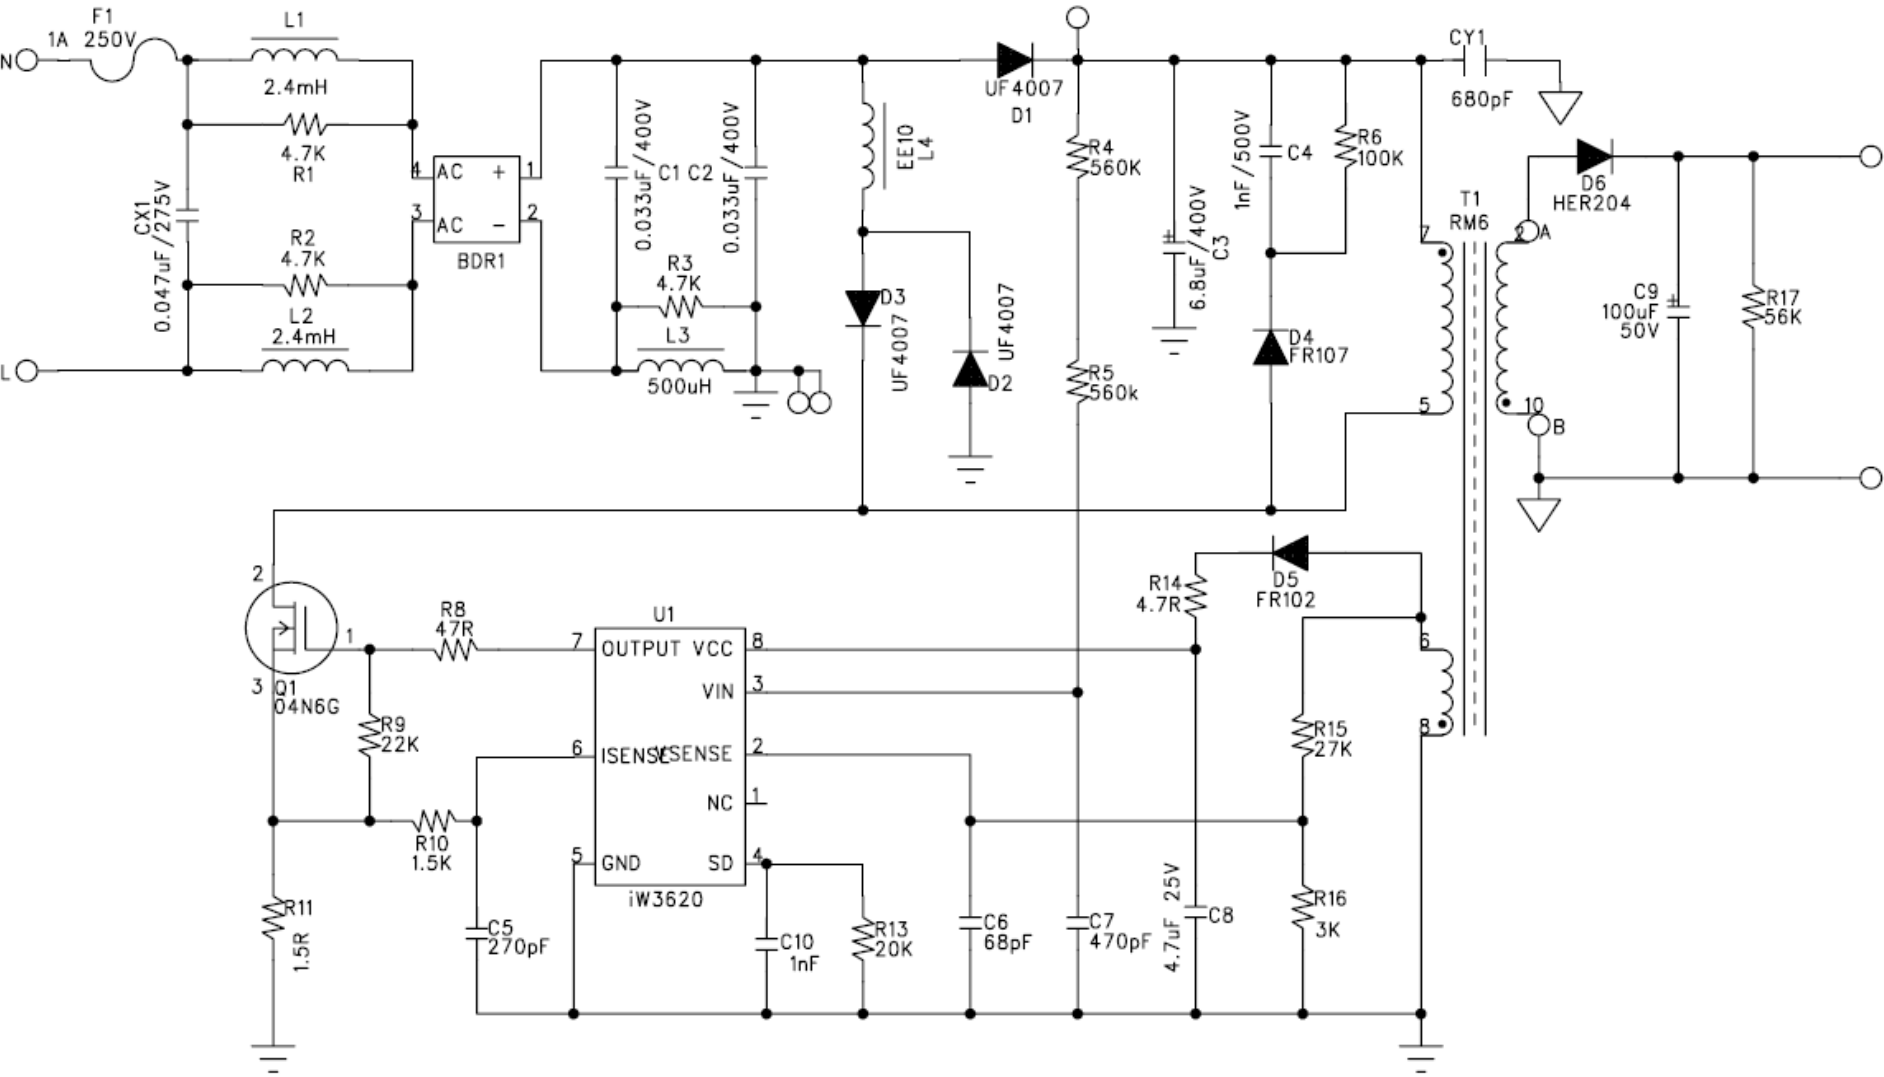 F1
1A 250V
N
L1
2.4mH
4.7K
R1
CX1
0.047uF/275V
R2
4.7K
L2
2.4mH
L
4 AC + 1
3 AC − 2
BDR1
0.033uF/400V
C1 C2
0.033uF/400V
R3
4.7K
L3
500uH
EE10
L4
D3
UF4007
UF4007
D2
UF4007
D1
R4
560K
R5
560k
6.8uF/400V
+
C3
1nF/500V
C4
R6
100K
D4
FR107
CY1
680pF
T1
RM6
7
5
2 A
10
B
D6
HER204
C9
100uF
50V
+
R17
56K
2
1
3 Q1
04N6G
R8
47R
R9
22K
R10
1.5K
R11
1.5R
C5
270pF
U1
7 OUTPUT VCC 8
VIN 3
6 ISENSE VSENSE 2
NC 1
5 GND SD 4
iW3620
C10
1nF
R13
20K
C6
68pF
C7
470pF
4.7uF 25V
C8
R14
4.7R
D5
FR102
6
8
R15
27K
R16
3K